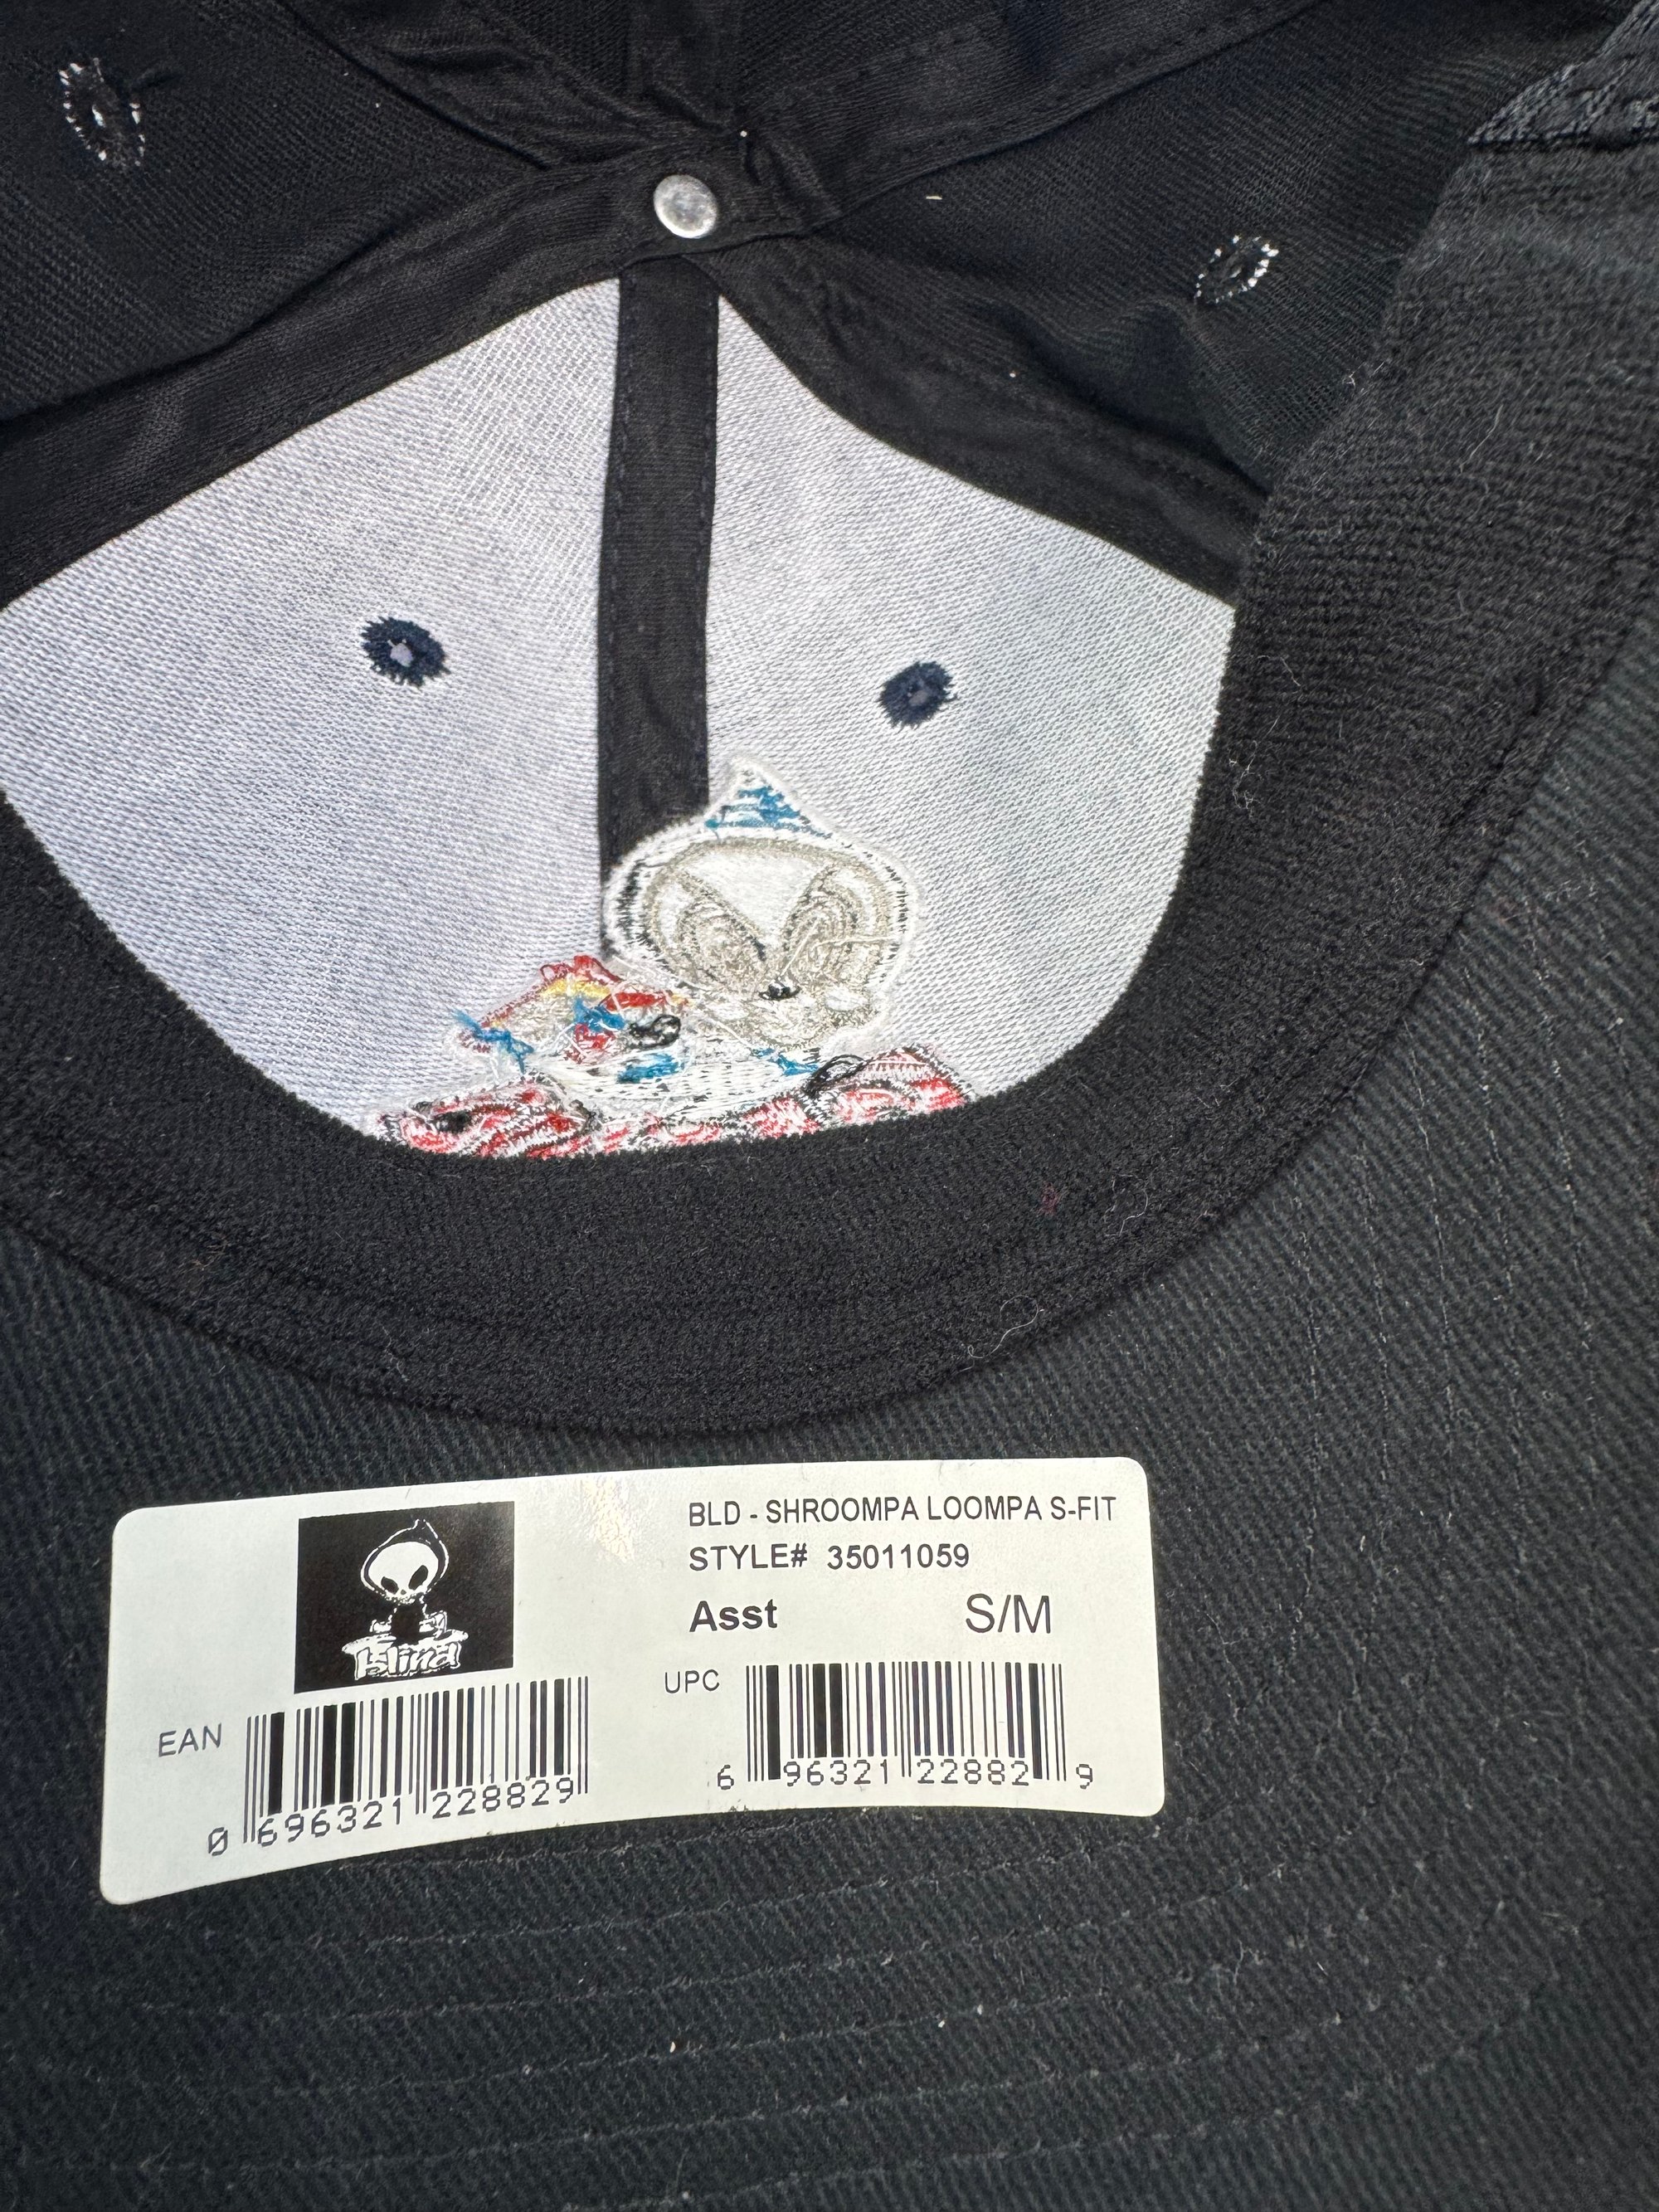 BLD - SHROOMPA LOOMPA S-FIT
STYLE# 35011059
Asst S/M
Blind
EAN
0 696321 228829
UPC
6 96321 22882 9